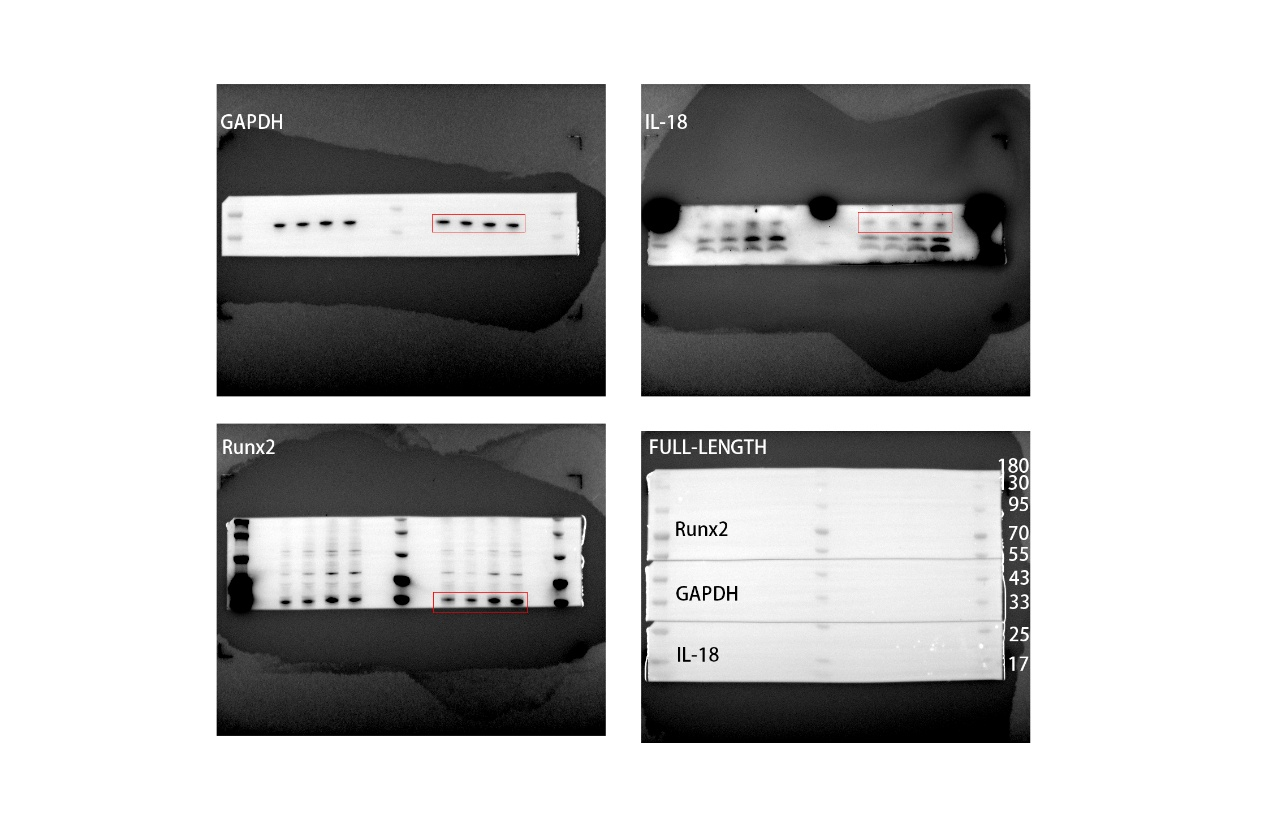 GAPDH
IL-18
Runx2
FULL-LENGTH
180
130
95
Runx2
70
55
43
GAPDH
33
25
IL-18
17